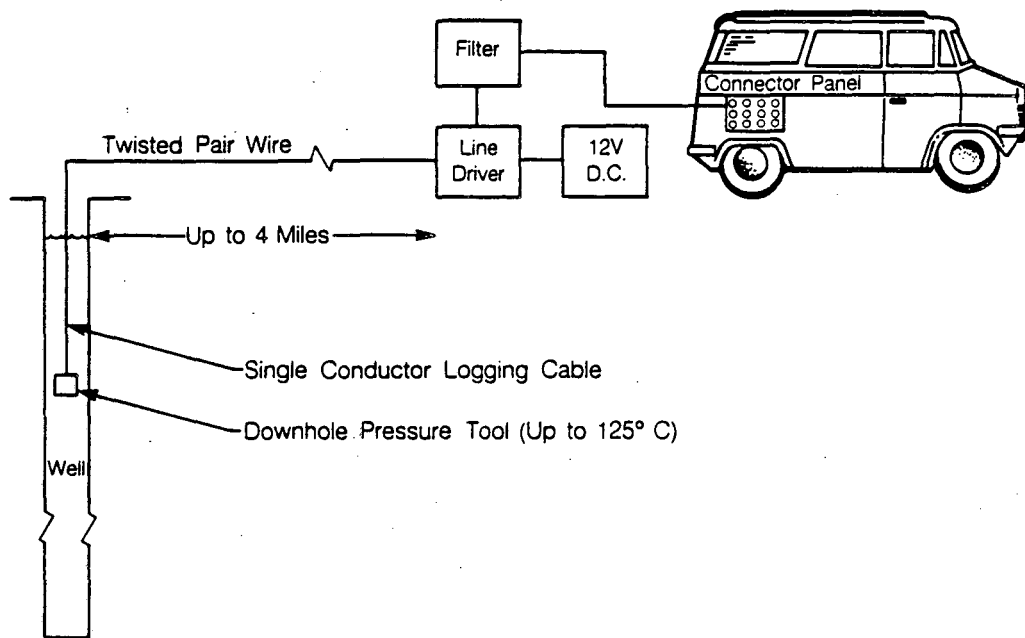 Filter
Connector Panel
Twisted Pair Wire
Line
Driver
12V
D.C.
Up to 4 Miles
Single Conductor Logging Cable
Downhole Pressure Tool (Up to 125° C)
Well